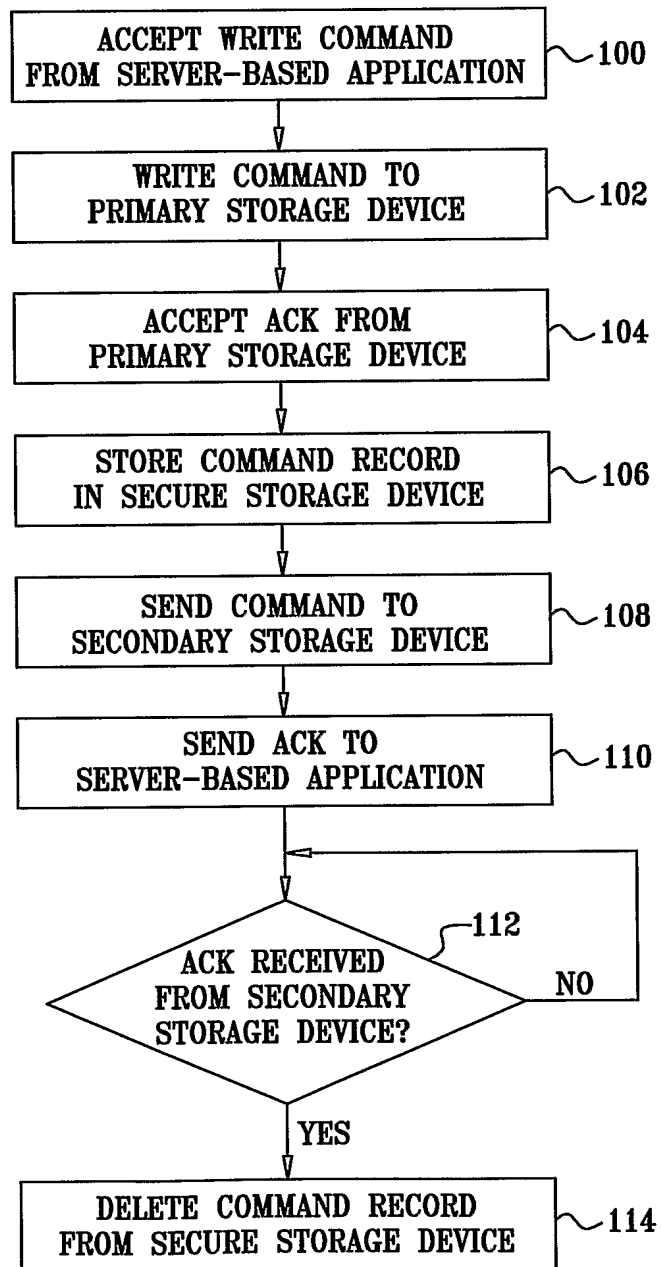 ACCEPT WRITE COMMAND
FROM SERVER-BASED APPLICATION
100
WRITE COMMAND TO
PRIMARY STORAGE DEVICE
102
ACCEPT ACK FROM
PRIMARY STORAGE DEVICE
104
STORE COMMAND RECORD
IN SECURE STORAGE DEVICE
106
SEND COMMAND TO
SECONDARY STORAGE DEVICE
108
SEND ACK TO
SERVER-BASED APPLICATION
110
112
ACK RECEIVED
FROM SECONDARY
STORAGE DEVICE?
NO
YES
DELETE COMMAND RECORD
FROM SECURE STORAGE DEVICE
114